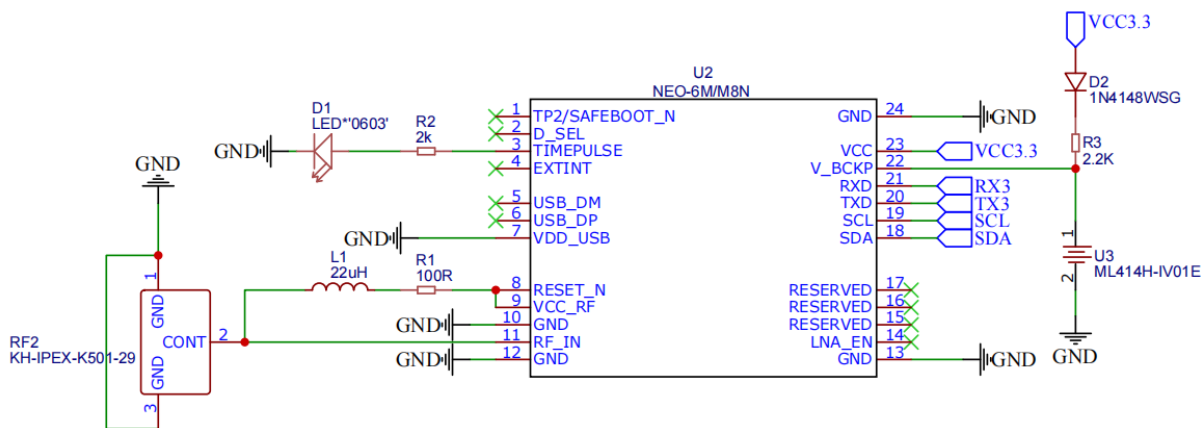 VCC3.3
D2
1N4148WSG
R3
2.2K
U2
NEO-6M/M8N
D1
LED*'0603'
R2
2k
GND
1 TP2/SAFEBOOT_N
2 D_SEL
3 TIMEPULSE
4 EXTINT
5 USB_DM
6 USB_DP
7 VDD_USB
8 RESET_N
9 VCC_RF
10 GND
11 RF_IN
12 GND
GND 24
VCC 23
V_BCKP 22
RXD 21
TXD 20
SCL 19
SDA 18
RESERVED 17
RESERVED 16
RESERVED 15
LNA_EN 14
GND 13
GND
VCC3.3
RX3
TX3
SCL
SDA
GND
GND
GND
L1
22uH
R1
100R
GND
GND
1
GND
CONT 2
GND
3
RF2
KH-IPEX-K501-29
1
U3
ML414H-IV01E
2
GND